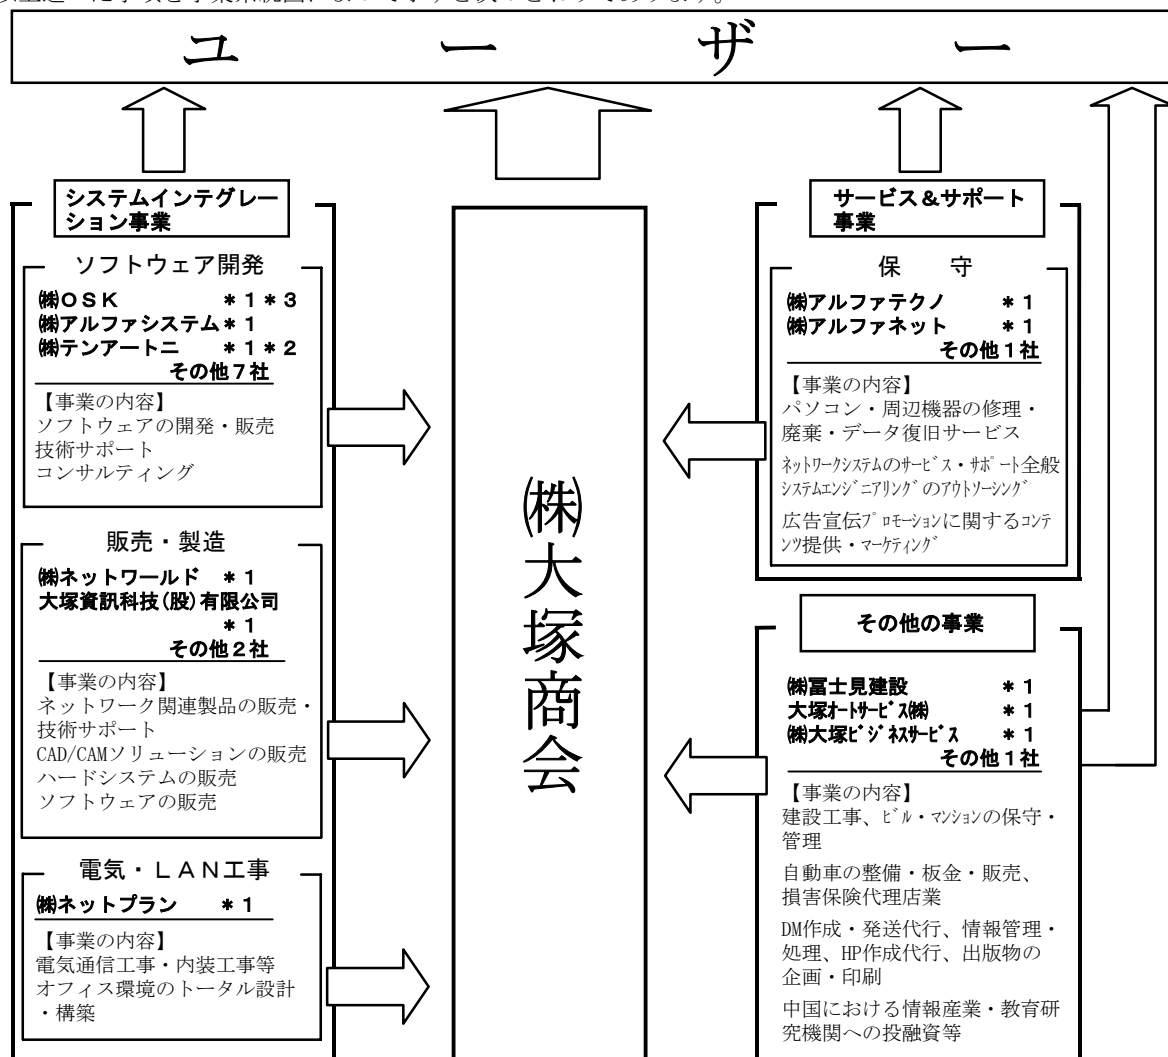 ユーザー
システムインテグレー
ション事業
ソフトウェア開発
㈱ＯＳＫ ＊１＊３
㈱アルファシステム＊１
㈱テンアートニ ＊１＊２
その他７社
【事業の内容】
ソフトウェアの開発・販売
技術サポート
コンサルティング
販売・製造
㈱ネットワールド ＊１
大塚資訊科技(股)有限公司
＊１
その他２社
【事業の内容】
ネットワーク関連製品の販売・
技術サポート
CAD/CAMソリューションの販売
ハードシステムの販売
ソフトウェアの販売
電気・ＬＡＮ工事
㈱ネットプラン ＊１
【事業の内容】
電気通信工事・内装工事等
オフィス環境のトータル設計
・構築
㈱大塚商会
サービス＆サポート
事業
保 守
㈱アルファテクノ ＊１
㈱アルファネット ＊１
その他１社
【事業の内容】
パソコン・周辺機器の修理・
廃棄・データ復旧サービス
ﾈｯﾄﾜｰｸシステムのサｰﾋﾞｽ・ｻﾎﾟｰﾄ全般
ｼｽﾃﾑｴﾝｼﾞﾆｱﾘﾝｸﾞのｱｳﾄｿｰｼﾝｸﾞ
広告宣伝ﾌﾟﾛﾓｰｼｮﾝに関するｺﾝﾃ
ﾝﾂ提供・ﾏｰｹﾃｨﾝｸﾞ
その他の事業
㈱冨士見建設 ＊１
大塚ｵｰﾄｻｰﾋﾞｽ㈱ ＊１
㈱大塚ﾋﾞｼﾞﾈｽｻｰﾋﾞｽ ＊１
その他１社
【事業の内容】
建設工事、ﾋﾞﾙ・ﾏﾝｼｮﾝの保守・
管理
自動車の整備・板金・販売、
損害保険代理店業
DM作成・発送代行、情報管理・
処理、HP作成代行、出版物の
企画・印刷
中国における情報産業・教育研
究機関への投融資等